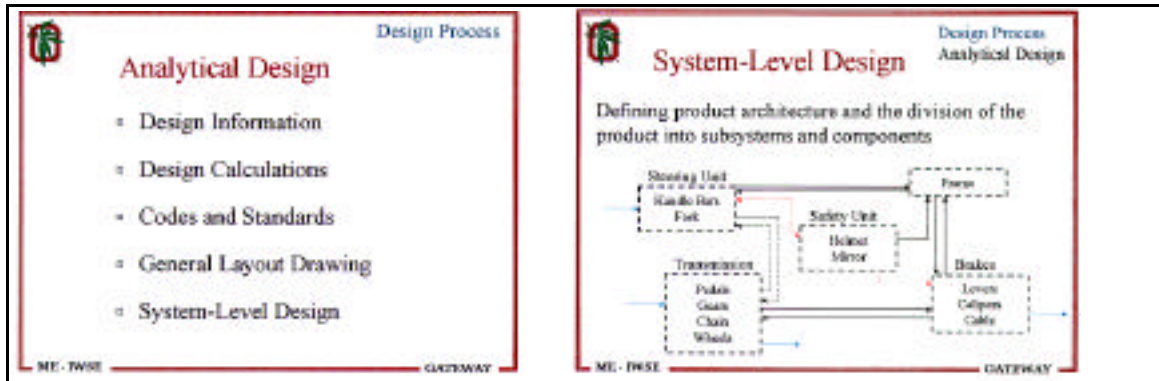 Design Process
Analytical Design
Design Information
Design Calculations
Codes and Standards
General Layout Drawing
System-Level Design
ME - IWSE
GATEWAY
Design Process
Analytical Design
System-Level Design
Defining product architecture and the division of the
product into subsystems and components
Steering Unit
Handle Bars
Fork
Frame
Safety Unit
Helmet
Mirror
Transmission
Pedals
Gears
Chain
Wheels
Brakes
Levers
Calipers
Cable
ME - IWSE
GATEWAY